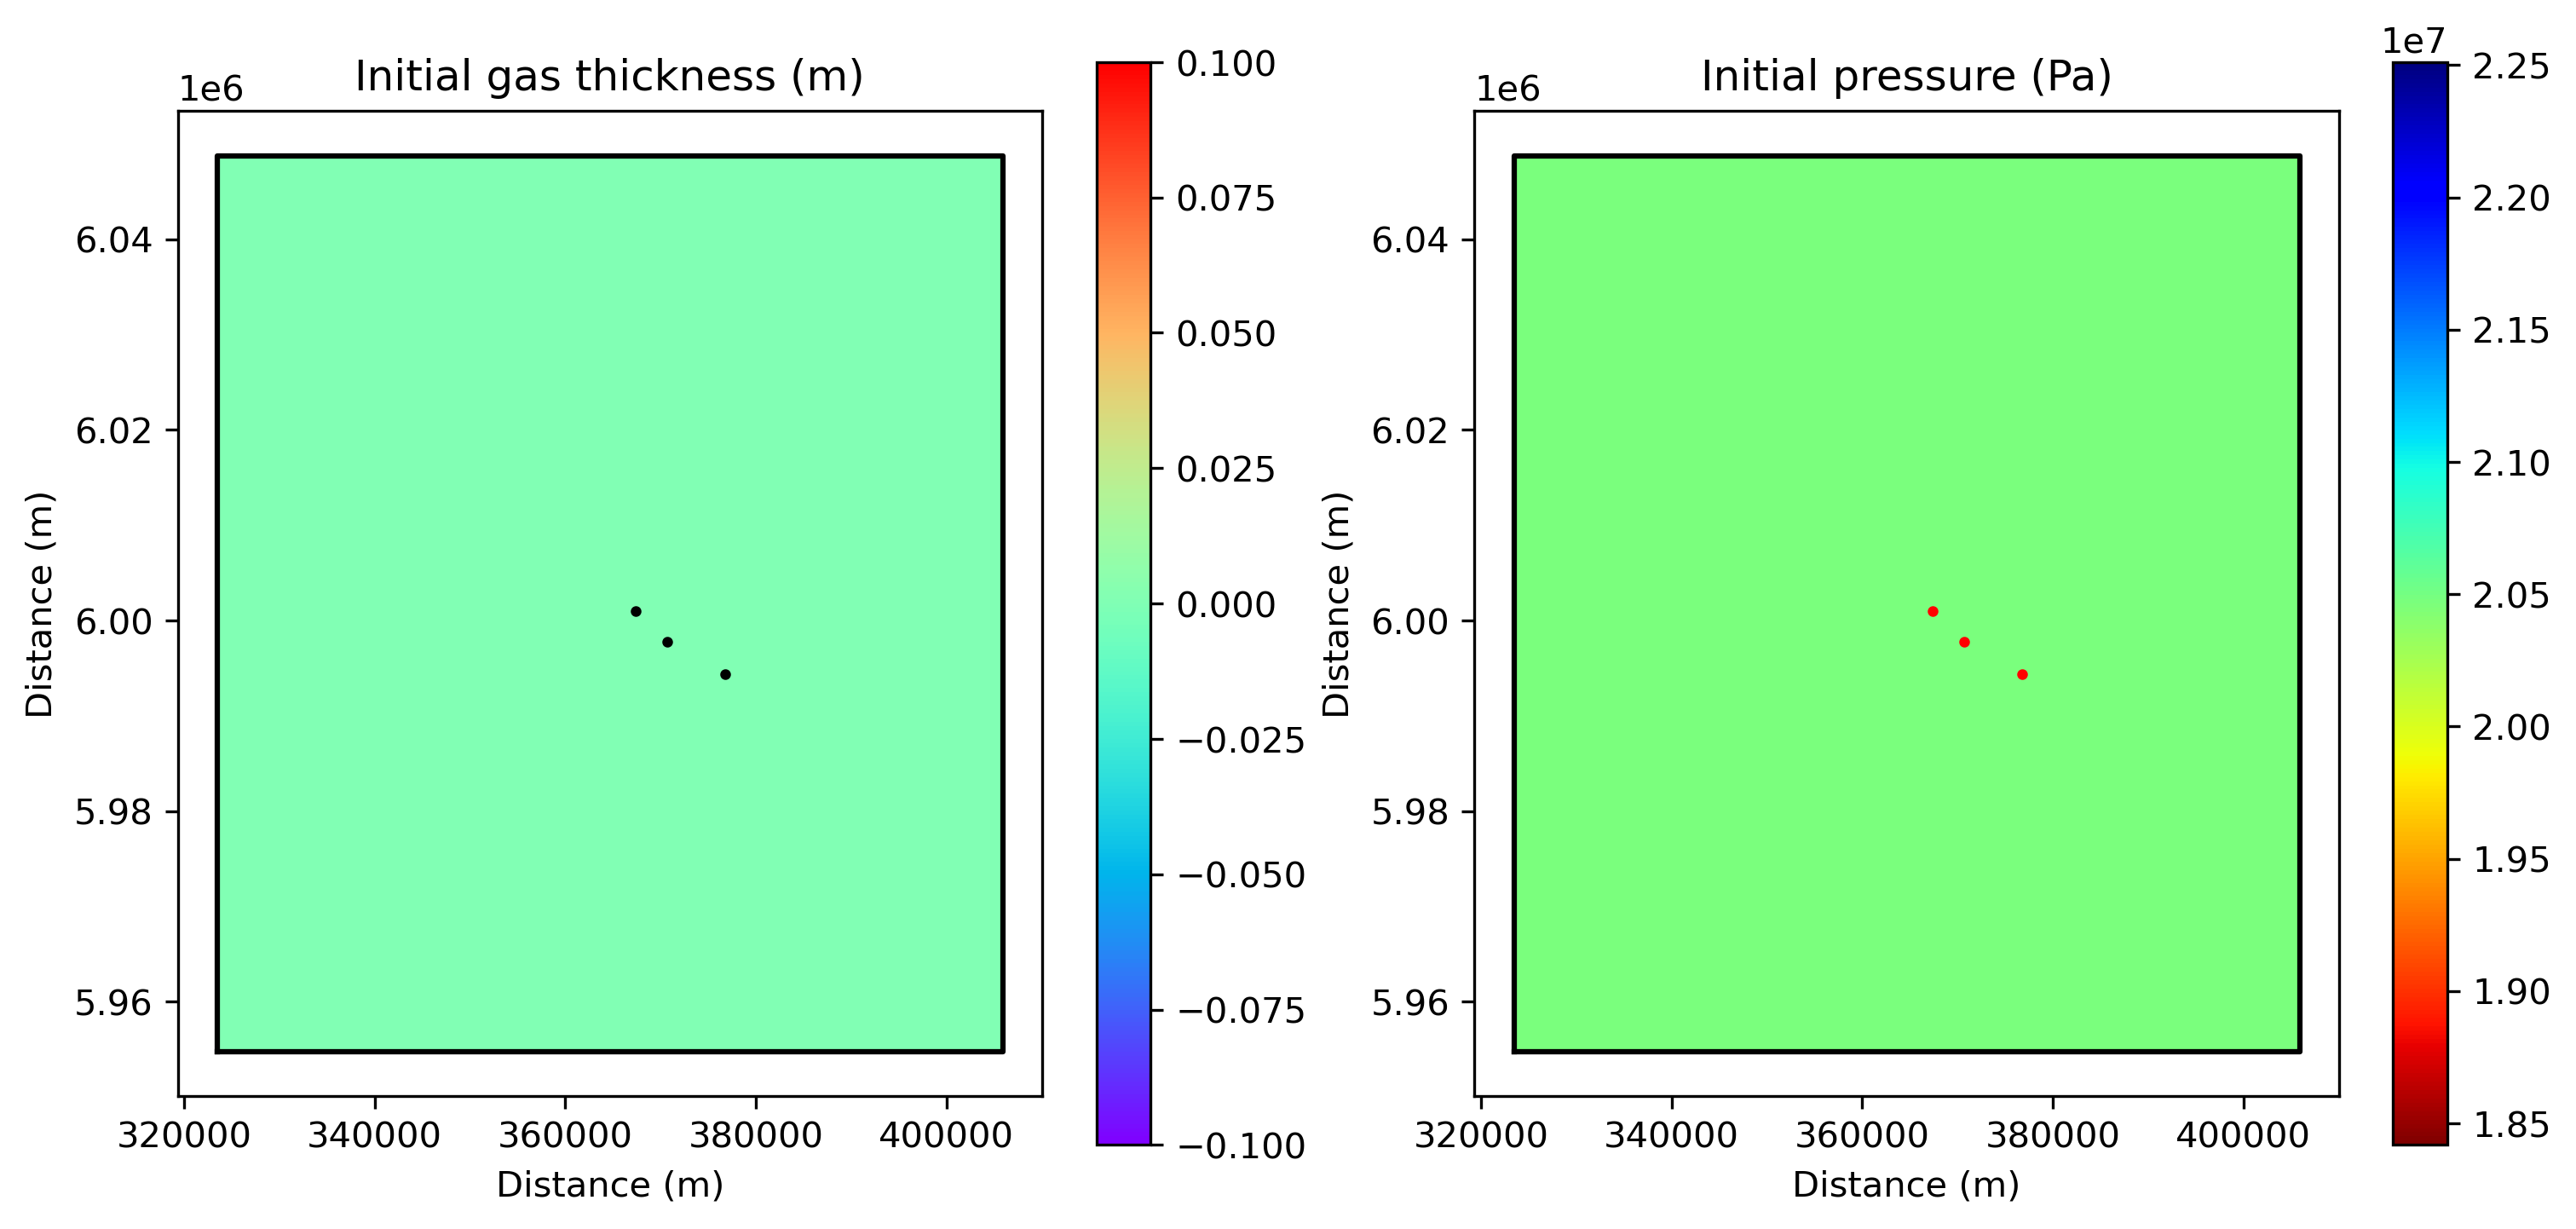 Initial gas thickness (m)
1e6
6.04
6.02
6.00
5.98
5.96
Distance (m)
320000 340000 360000 380000 400000
Distance (m)
0.100
0.075
0.050
0.025
0.000
−0.025
−0.050
−0.075
−0.100
Initial pressure (Pa)
1e6
6.04
6.02
6.00
5.98
5.96
Distance (m)
320000 340000 360000 380000 400000
Distance (m)
1e7
2.25
2.20
2.15
2.10
2.05
2.00
1.95
1.90
1.85